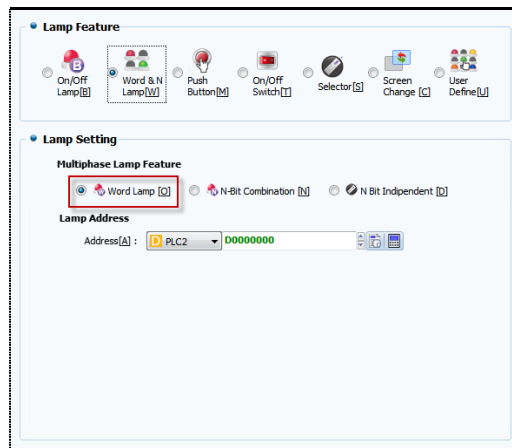 Lamp Feature
On/Off Lamp[B]
Word & N Lamp[W]
Push Button[M]
On/Off Switch[T]
Selector[S]
Screen Change [C]
User Define[U]
Lamp Setting
Multiphase Lamp Feature
Word Lamp [O]
N-Bit Combination [N]
N Bit Indipendent [D]
Lamp Address
Address[A] : D PLC2 D0000000